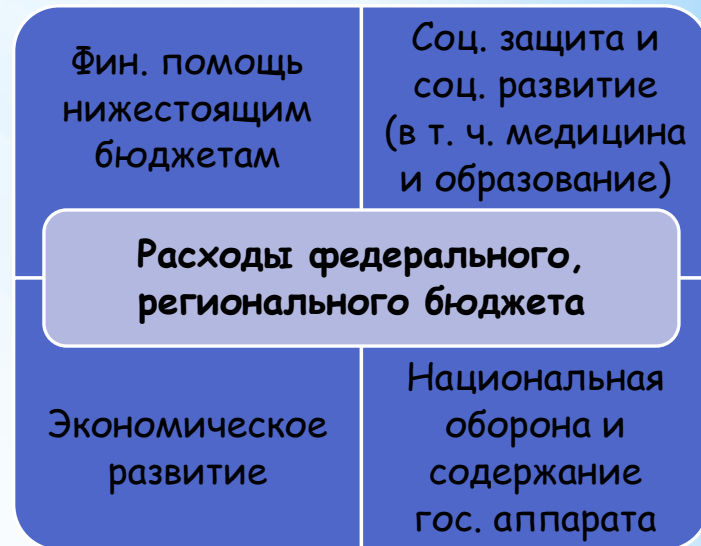 Фин. помощь
нижестоящим
бюджетам
Соц. защита и
соц. развитие
(в т. ч. медицина
и образование)
Расходы федерального,
регионального бюджета
Экономическое
развитие
Национальная
оборона и
содержание
гос. аппарата